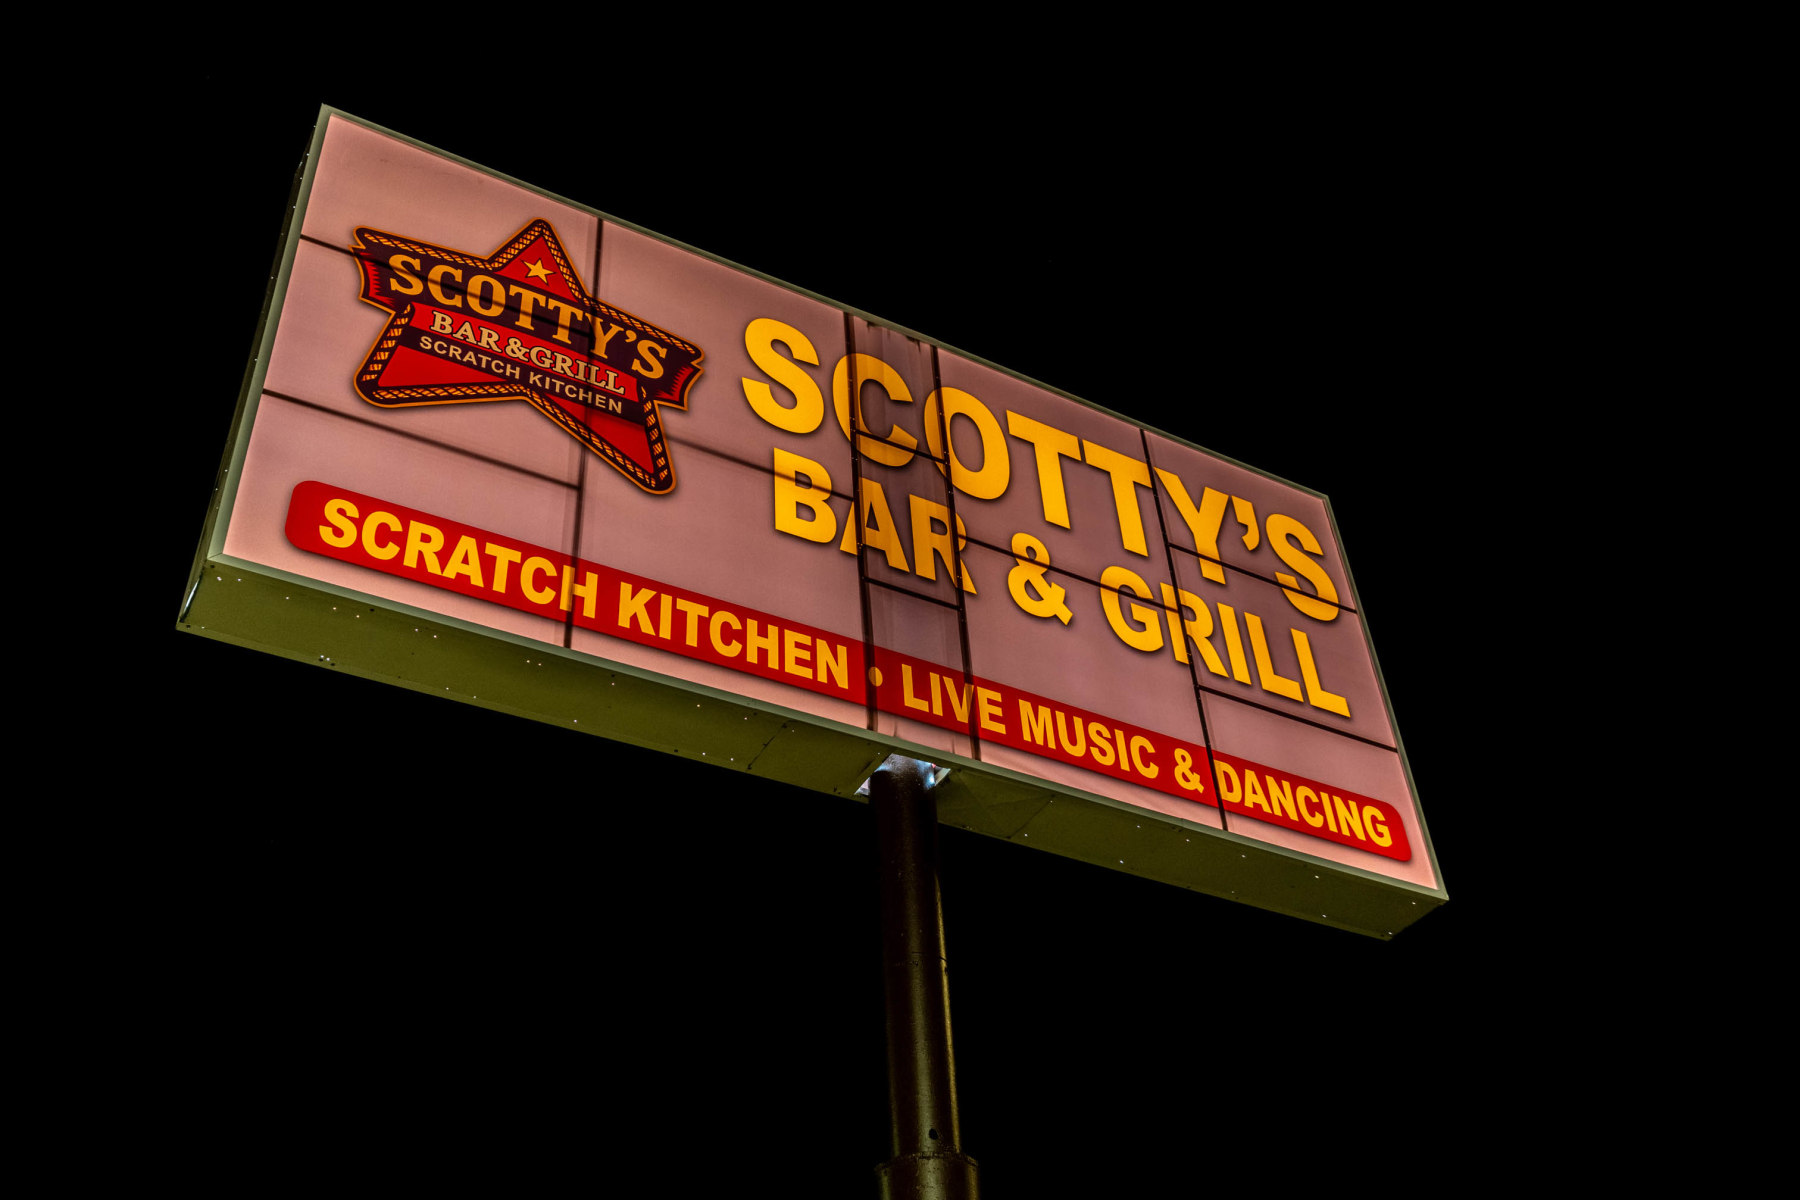 SCOTTY'S
BAR & GRILL
SCRATCH KITCHEN
SCOTTY'S
BAR & GRILL
SCRATCH KITCHEN • LIVE MUSIC & DANCING